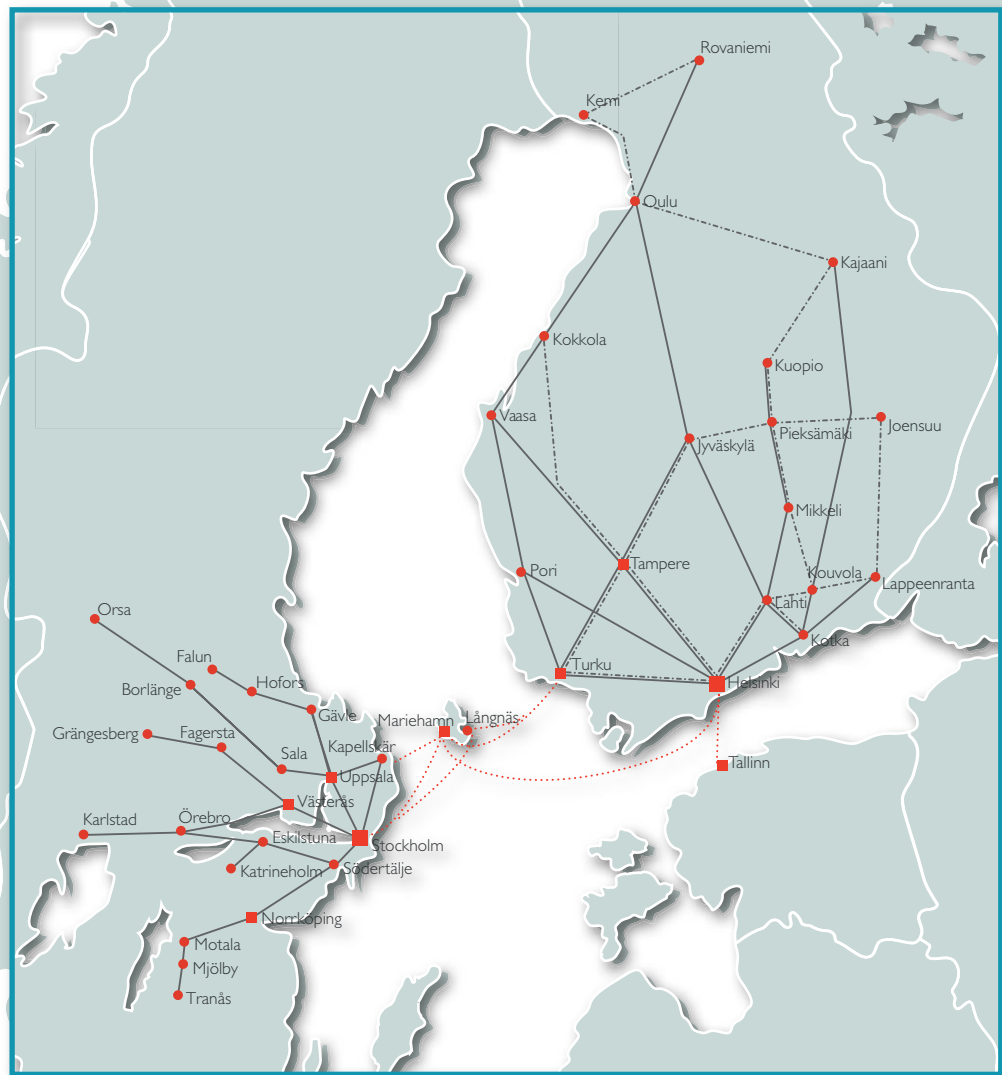 Rovaniemi
Kemi
Oulu
Kajaani
Kokkola
Kuopio
Vaasa
Joensuu
Pieksämäki
Jyväskylä
Mikkeli
Tampere
Pori
Kouvola
Lappeenranta
Orsa
Lahti
Kotka
Falun
Turku
Hofors
Helsinki
Borlänge
Gävle
Mariehamn
Långnäs
Grängesberg
Fagersta
Sala
Kapellskär
Tallinn
Uppsala
Västerås
Karlstad
Örebro
Eskilstuna
Stockholm
Katrineholm
Södertälje
Norrköping
Motala
Mjölby
Tranås